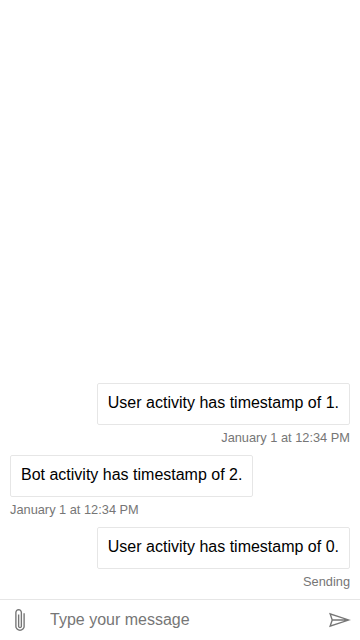 User activity has timestamp of 1.
January 1 at 12:34 PM
Bot activity has timestamp of 2.
January 1 at 12:34 PM
User activity has timestamp of 0.
Sending
Type your message